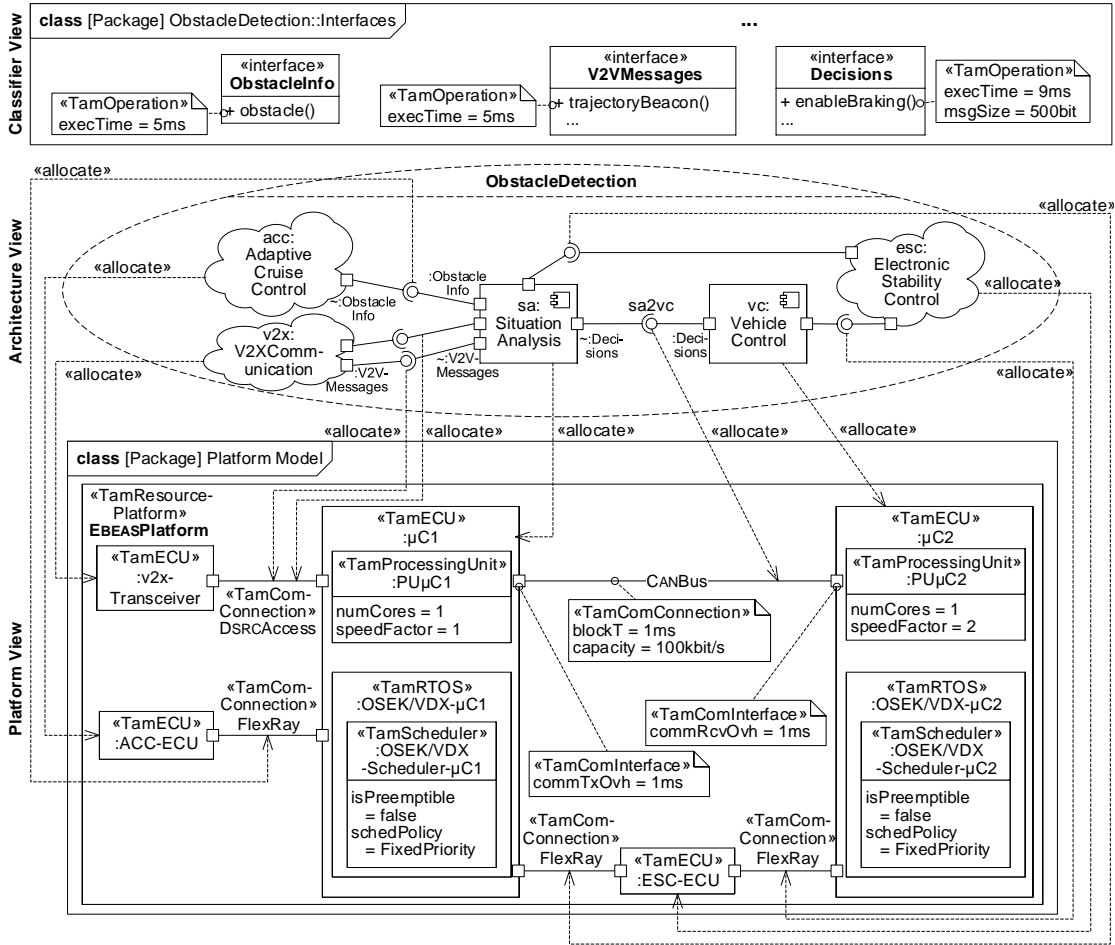 Classifier View
class [Package] ObstacleDetection::Interfaces
...
«interface»
ObstacleInfo
+ obstacle()
«TamOperation»
execTime = 5ms
«interface»
V2VMessages
+ trajectoryBeacon()
...
«TamOperation»
execTime = 5ms
«interface»
Decisions
+ enableBraking()
...
«TamOperation»
execTime = 9ms
msgSize = 500bit
Architecture View
«allocate»
«allocate»
ObstacleDetection
«allocate»
acc:
Adaptive
Cruise
Control
«allocate»
esc:
Electronic
Stability
Control
«allocate»
:Obstacle
Info
~:Obstacle
Info
sa:
Situation
Analysis
sa2vc
vc:
Vehicle
Control
~:Deci-
sions
:Deci-
sions
v2x:
V2XComm-
unication
«allocate»
~:V2V-
Messages
:V2V-
Messages
«allocate»
«allocate»
«allocate»
«allocate»
«allocate»
«allocate»
Platform View
class [Package] Platform Model
«TamResource-
Platform»
EBEASPlatform
«TamECU»
:v2x-
Transceiver
«TamCom-
Connection»
DSRCAccess
«TamECU»
:µC1
«TamProcessingUnit»
:PUµC1
numCores = 1
speedFactor = 1
CANBus
«TamComConnection»
blockT = 1ms
capacity = 100kbit/s
«TamECU»
:µC2
«TamProcessingUnit»
:PUµC2
numCores = 1
speedFactor = 2
«TamECU»
:ACC-ECU
«TamCom-
Connection»
FlexRay
«TamRTOS»
:OSEK/VDX-µC1
«TamScheduler»
:OSEK/VDX
-Scheduler-µC1
isPreemptible
= false
schedPolicy
= FixedPriority
«TamComInterface»
commRcvOvh = 1ms
«TamComInterface»
commTxOvh = 1ms
«TamRTOS»
:OSEK/VDX-µC2
«TamScheduler»
:OSEK/VDX
-Scheduler-µC2
isPreemptible
= false
schedPolicy
= FixedPriority
«TamCom-
Connection»
FlexRay
«TamECU»
:ESC-ECU
«TamCom-
Connection»
FlexRay